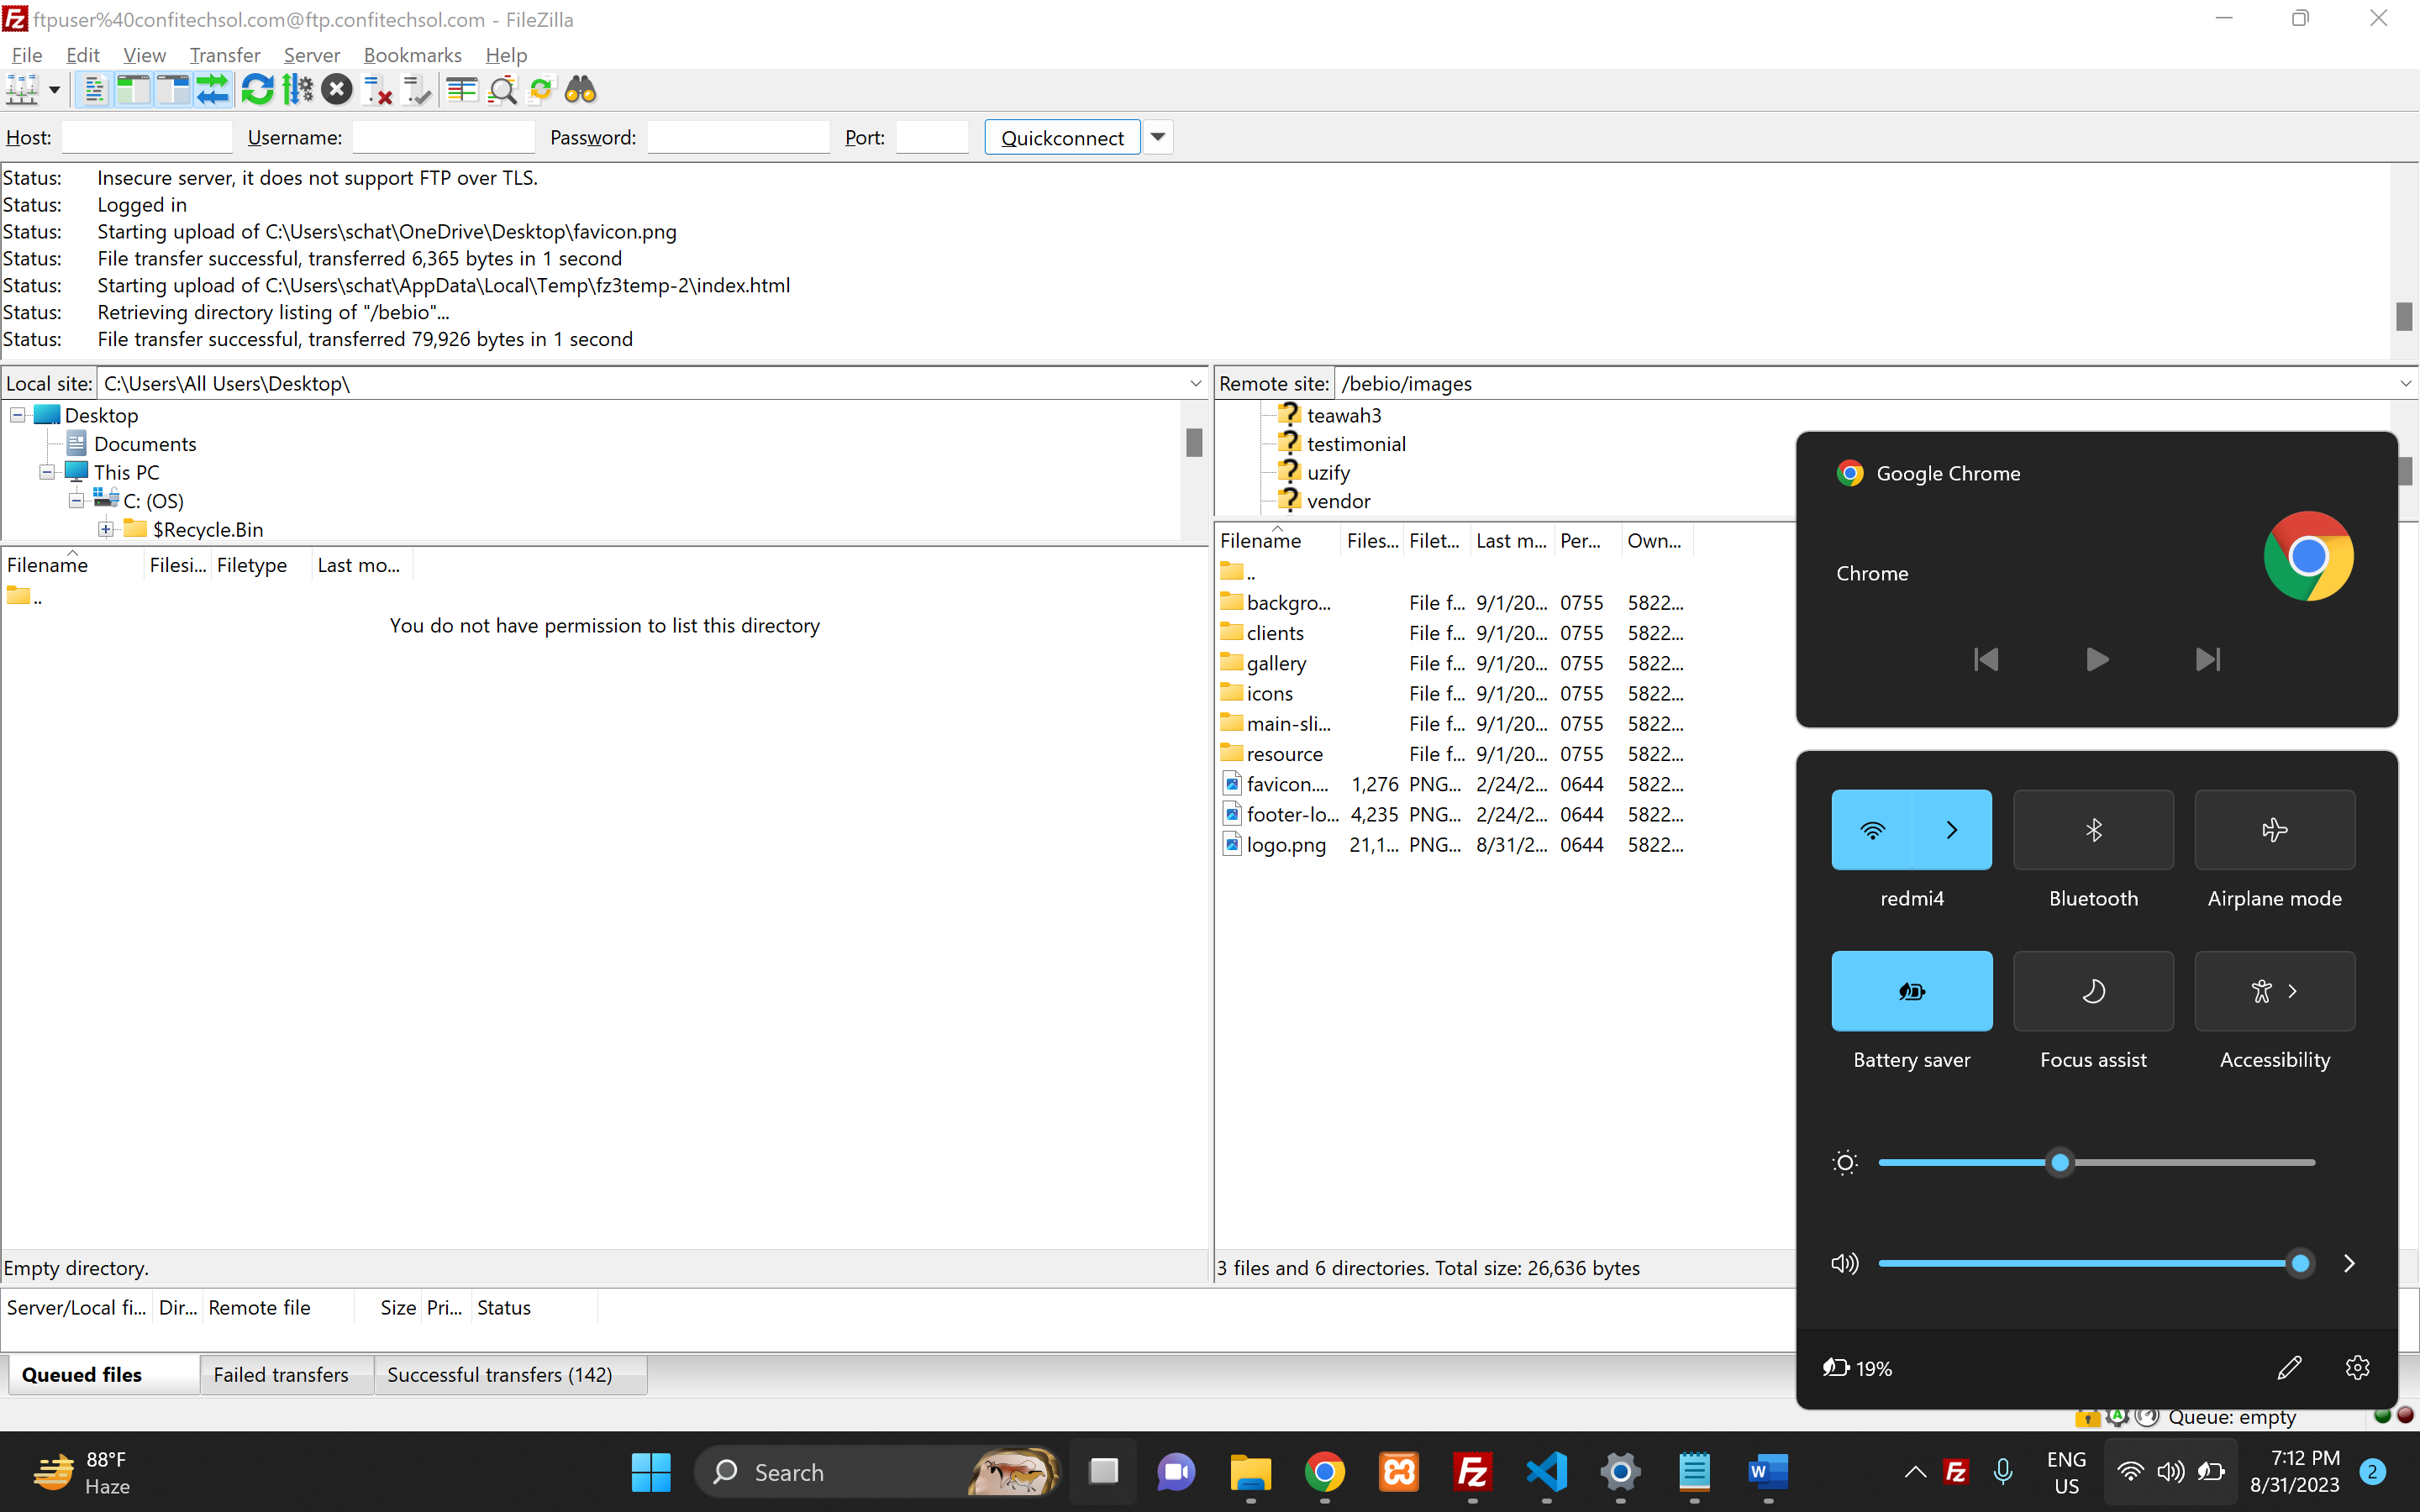 ftpuser%40confitechsol.com@ftp.confitechsol.com - FileZilla
File Edit View Transfer Server Bookmarks Help
Host: Username: Password: Port: Quickconnect
Status: Insecure server, it does not support FTP over TLS.
Status: Logged in
Status: Starting upload of C:\Users\schat\OneDrive\Desktop\favicon.png
Status: File transfer successful, transferred 6,365 bytes in 1 second
Status: Starting upload of C:\Users\schat\AppData\Local\Temp\fz3temp-2\index.html
Status: Retrieving directory listing of "/bebio"...
Status: File transfer successful, transferred 79,926 bytes in 1 second
Local site: C:\Users\All Users\Desktop\
Desktop
Documents
This PC
C: (OS)
$Recycle.Bin
Filename Filesi... Filetype Last mo...
..
You do not have permission to list this directory
Empty directory.
Remote site: /bebio/images
teawah3
testimonial
uzify
vendor
Filename Files... Filet... Last m... Per... Own...
..
backgro... File f... 9/1/20... 0755 5822...
clients File f... 9/1/20... 0755 5822...
gallery File f... 9/1/20... 0755 5822...
icons File f... 9/1/20... 0755 5822...
main-sli... File f... 9/1/20... 0755 5822...
resource File f... 9/1/20... 0755 5822...
favicon.... 1,276 PNG... 2/24/2... 0644 5822...
footer-lo... 4,235 PNG... 2/24/2... 0644 5822...
logo.png 21,1... PNG... 8/31/2... 0644 5822...
3 files and 6 directories. Total size: 26,636 bytes
Google Chrome
Chrome
redmi4 Bluetooth Airplane mode
Battery saver Focus assist Accessibility
19%
Server/Local fi... Dir... Remote file Size Pri... Status
Queued files Failed transfers Successful transfers (142)
Queue: empty
88°F
Haze
Search
ENG
US
7:12 PM
8/31/2023
2